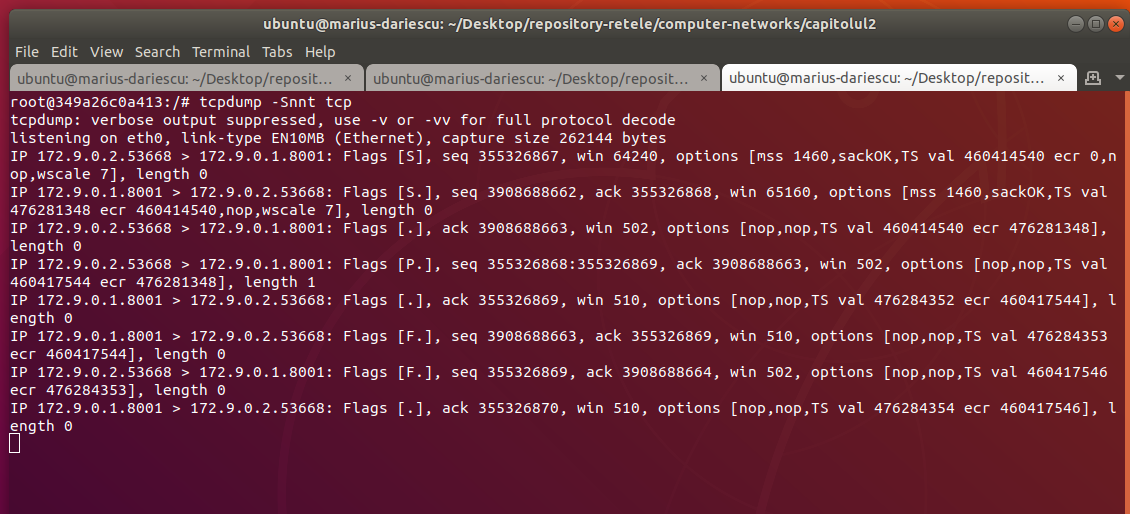 ubuntu@marius-dariescu: ~/Desktop/repository-retele/computer-networks/capitolul2
File Edit View Search Terminal Tabs Help
ubuntu@marius-dariescu: ~/Desktop/reposit... × ubuntu@marius-dariescu: ~/Desktop/reposit... × ubuntu@marius-dariescu: ~/Desktop/reposit... ×
root@349a26c0a413:/# tcpdump -Snnt tcp
tcpdump: verbose output suppressed, use -v or -vv for full protocol decode
listening on eth0, link-type EN10MB (Ethernet), capture size 262144 bytes
IP 172.9.0.2.53668 > 172.9.0.1.8001: Flags [S], seq 355326867, win 64240, options [mss 1460,sackOK,TS val 460414540 ecr 0,n
op,wscale 7], length 0
IP 172.9.0.1.8001 > 172.9.0.2.53668: Flags [S.], seq 3908688662, ack 355326868, win 65160, options [mss 1460,sackOK,TS val
476281348 ecr 460414540,nop,wscale 7], length 0
IP 172.9.0.2.53668 > 172.9.0.1.8001: Flags [.], ack 3908688663, win 502, options [nop,nop,TS val 460414540 ecr 476281348],
length 0
IP 172.9.0.2.53668 > 172.9.0.1.8001: Flags [P.], seq 355326868:355326869, ack 3908688663, win 502, options [nop,nop,TS val
460417544 ecr 476281348], length 1
IP 172.9.0.1.8001 > 172.9.0.2.53668: Flags [.], ack 355326869, win 510, options [nop,nop,TS val 476284352 ecr 460417544], l
ength 0
IP 172.9.0.1.8001 > 172.9.0.2.53668: Flags [F.], seq 3908688663, ack 355326869, win 510, options [nop,nop,TS val 476284353
ecr 460417544], length 0
IP 172.9.0.2.53668 > 172.9.0.1.8001: Flags [F.], seq 355326869, ack 3908688664, win 502, options [nop,nop,TS val 460417546
ecr 476284353], length 0
IP 172.9.0.1.8001 > 172.9.0.2.53668: Flags [.], ack 355326870, win 510, options [nop,nop,TS val 476284354 ecr 460417546], l
ength 0